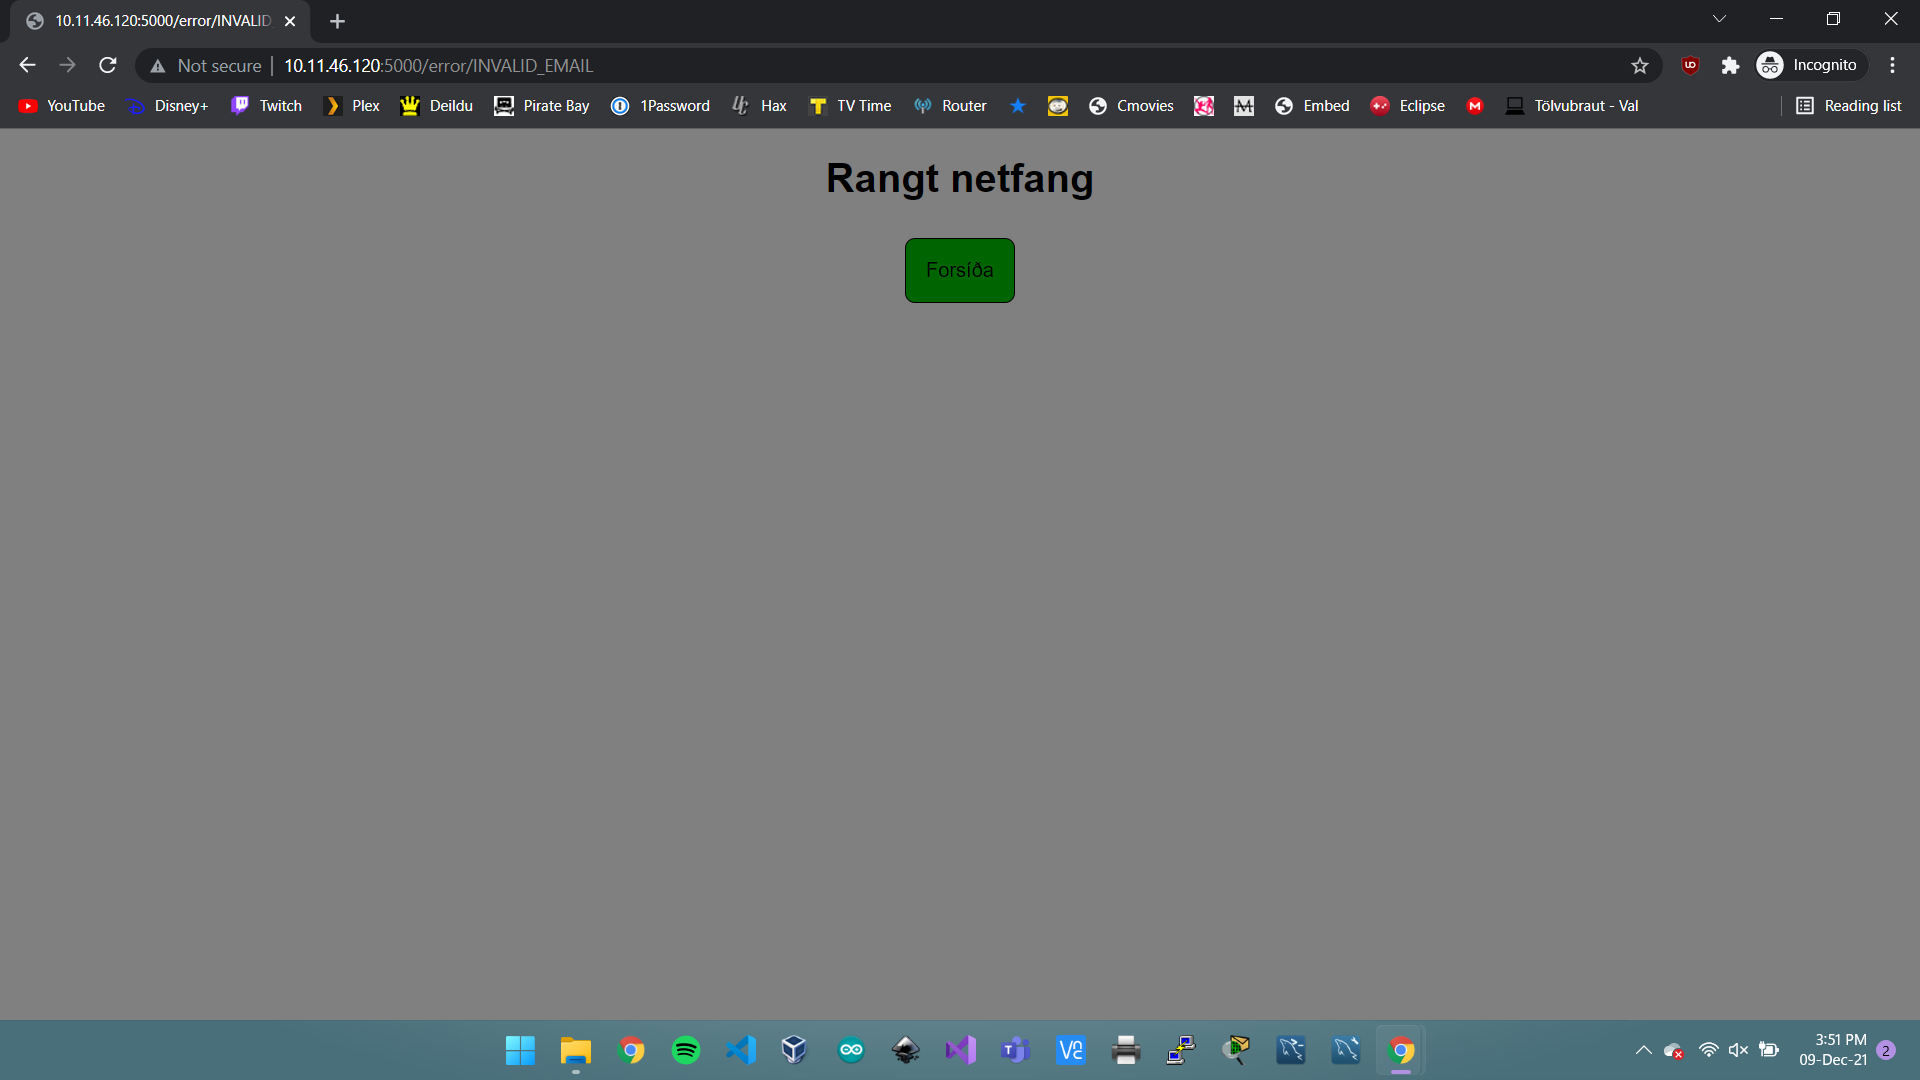 10.11.46.120:5000/error/INVALID
Not secure
10.11.46.120:5000/error/INVALID_EMAIL
Incognito
YouTube
Disney+
Twitch
Plex
Deildu
Pirate Bay
1Password
Hax
TV Time
Router
Cmovies
Embed
Eclipse
Tölvubraut - Val
Reading list
Rangt netfang
Forsíða
3:51 PM
09-Dec-21
2